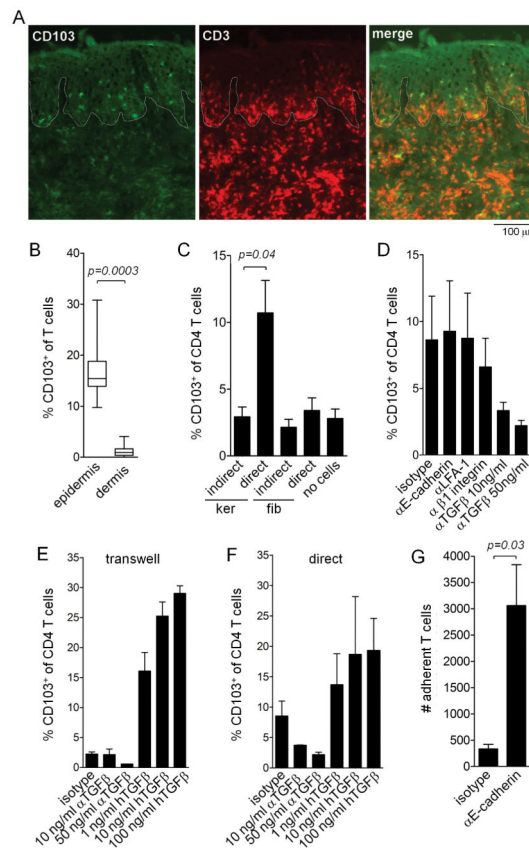 A
CD103
CD3
merge
100 μm
B
p=0.0003
% CD103+ of T cells
40
30
20
10
0
epidermis
dermis
C
p=0.04
% CD103+ of CD4 T cells
15
10
5
0
indirect
direct
indirect
direct
no cells
ker
fib
D
% CD103+ of CD4 T cells
15
10
5
0
isotype
αE-cadherin
αLFA-1
α β1 integrin
αTGFβ 10ng/ml
αTGFβ 50ng/ml
E
transwell
% CD103+ of CD4 T cells
35
30
25
20
15
10
5
0
isotype
10 ng/ml αTGFβ
50 ng/ml αTGFβ
1 ng/ml hTGFβ
10 ng/ml hTGFβ
100 ng/ml hTGFβ
F
direct
% CD103+ of CD4 T cells
35
30
25
20
15
10
5
0
isotype
10 ng/ml αTGFβ
50 ng/ml αTGFβ
1 ng/ml hTGFβ
10 ng/ml hTGFβ
100 ng/ml hTGFβ
G
p=0.03
# adherent T cells
4000
3500
3000
2500
2000
1500
1000
500
0
isotype
αE-cadherin